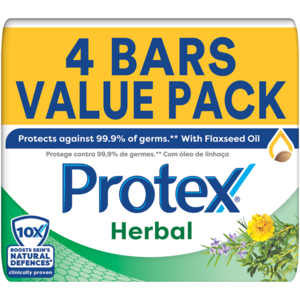 4 BARS
VALUE PACK
Protects against 99.9% of germs.** With Flaxseed Oil
Protege contra 99,9% de germes.** Com óleo de linhaça
Protex
Herbal
10X
BOOSTS SKIN'S
NATURAL
DEFENCES*
clinically proven